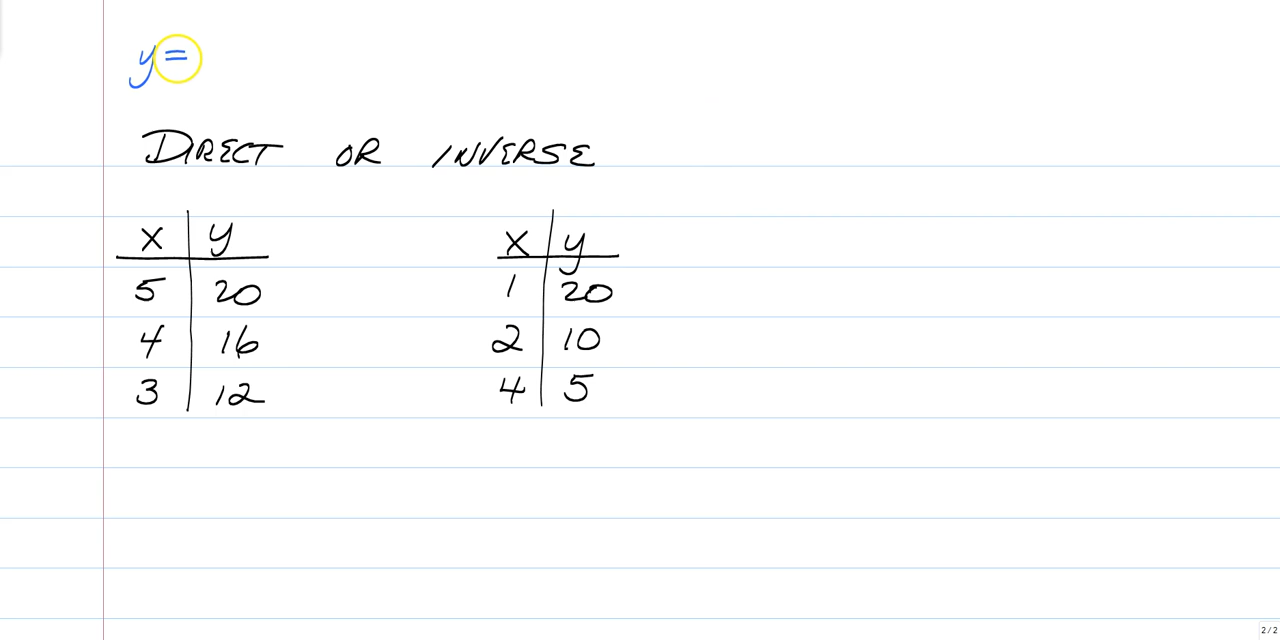 y=
DIRECT OR INVERSE
x y x y
5 20 1 20
4 16 2 10
3 12 4 5
2/2